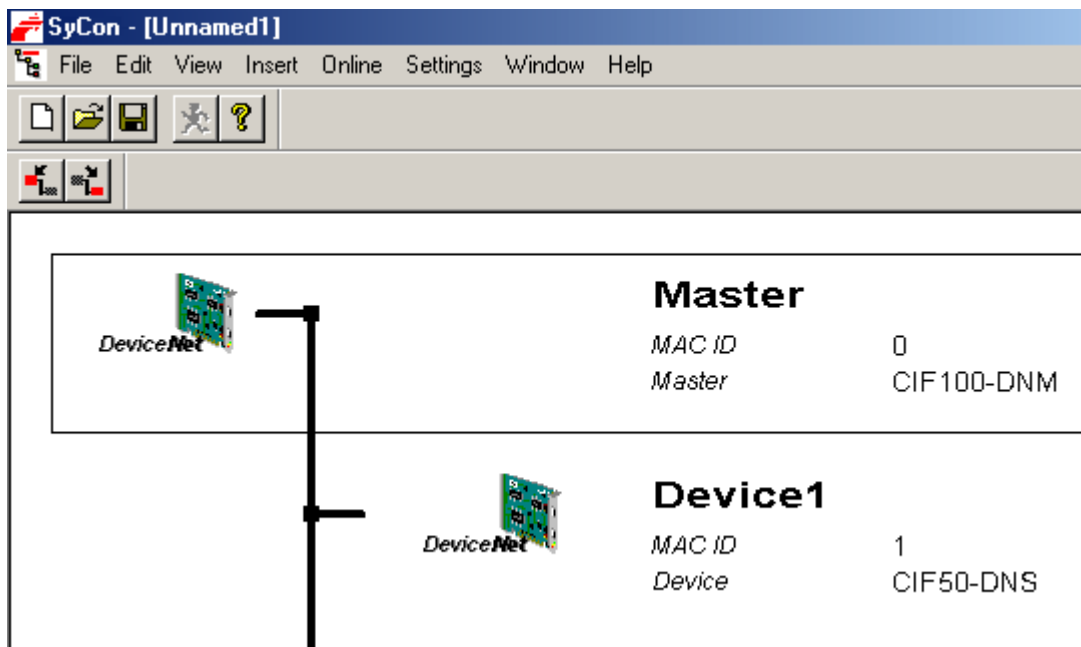 SyCon - [Unnamed1]
File Edit View Insert Online Settings Window Help
Master
DeviceNet
MAC ID 0
Master CIF100-DNM
Device1
DeviceNet
MAC ID 1
Device CIF50-DNS